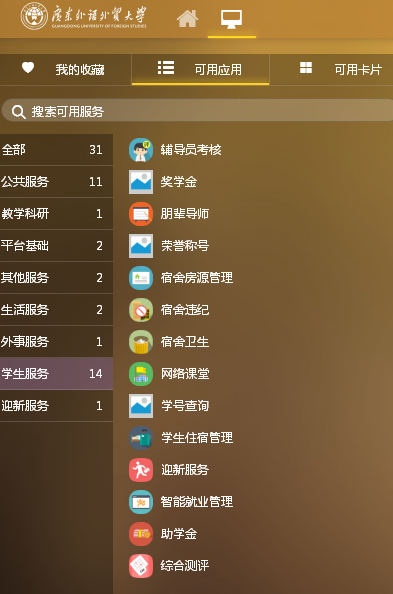 广东外语外贸大学
GUANGDONG UNIVERSITY OF FOREIGN STUDIES
我的收藏 可用应用 可用卡片
搜索可用服务
全部 31
公共服务 11
教学科研 1
平台基础 2
其他服务 2
生活服务 2
外事服务 1
学生服务 14
迎新服务 1
辅导员考核
奖学金
朋辈导师
荣誉称号
宿舍房源管理
宿舍违纪
宿舍卫生
网络课堂
学号查询
学生住宿管理
迎新服务
智能就业管理
助学金
综合测评